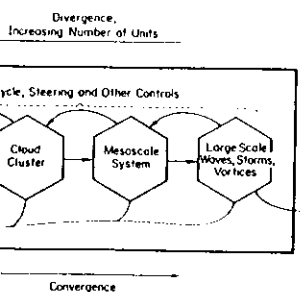 Divergence,
Increasing Number of Units
ycle, Steering and Other Controls
Cloud
Cluster
Mesoscale
System
Large Scale
Waves, Storms,
Vortices
Convergence